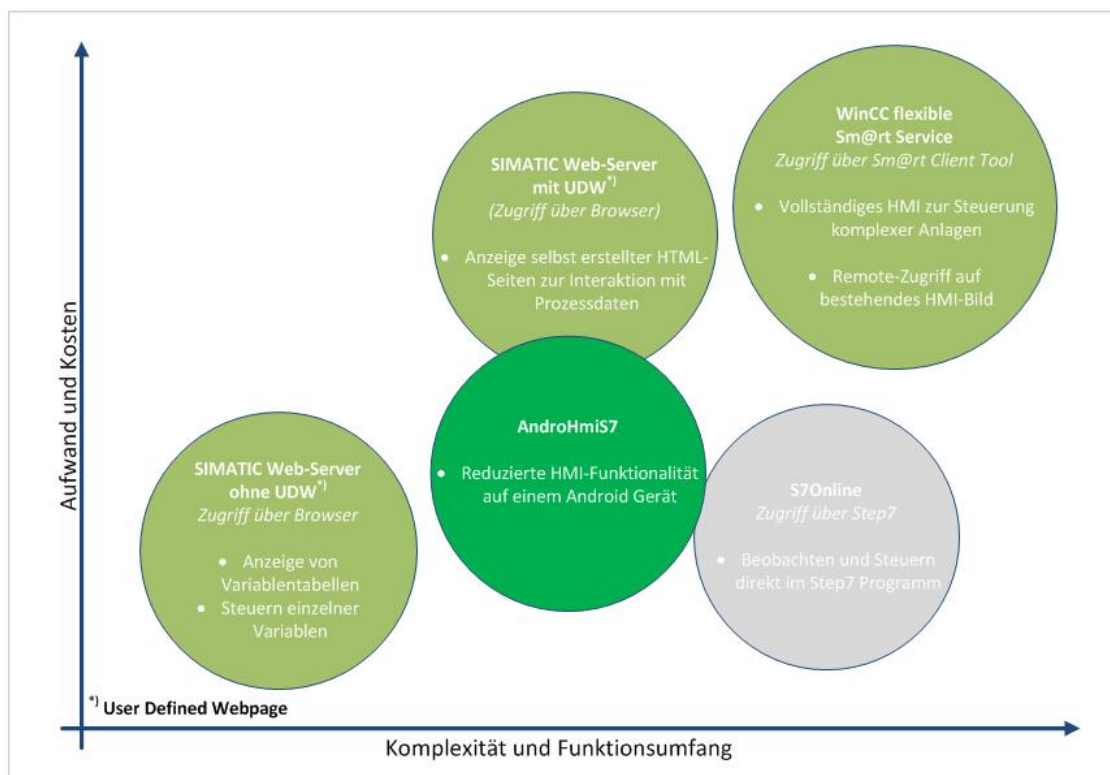 WinCC flexible
Sm@rt Service
Zugriff über Sm@rt Client Tool
• Vollständiges HMI zur Steuerung
komplexer Anlagen
• Remote-Zugriff auf
bestehendes HMI-Bild
SIMATIC Web-Server
mit UDW*)
(Zugriff über Browser)
• Anzeige selbst erstellter HTML-
Seiten zur Interaktion mit
Prozessdaten
AndroHmiS7
• Reduzierte HMI-Funktionalität
auf einem Android Gerät
SIMATIC Web-Server
ohne UDW*)
Zugriff über Browser
• Anzeige von
Variablentabellen
• Steuern einzelner
Variablen
S7Online
Zugriff über Step7
• Beobachten und Steuern
direkt im Step7 Programm
Aufwand und Kosten
*) User Defined Webpage
Komplexität und Funktionsumfang